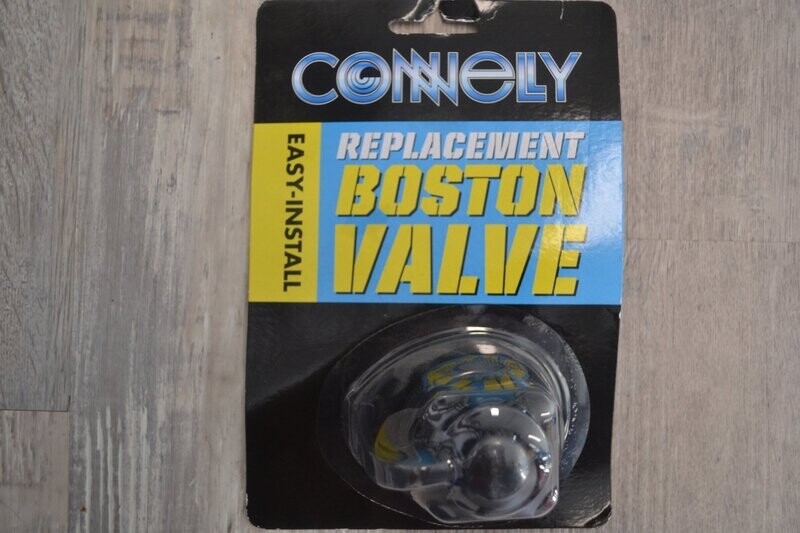 CONNELLY
EASY-INSTALL
REPLACEMENT
BOSTON
VALVE